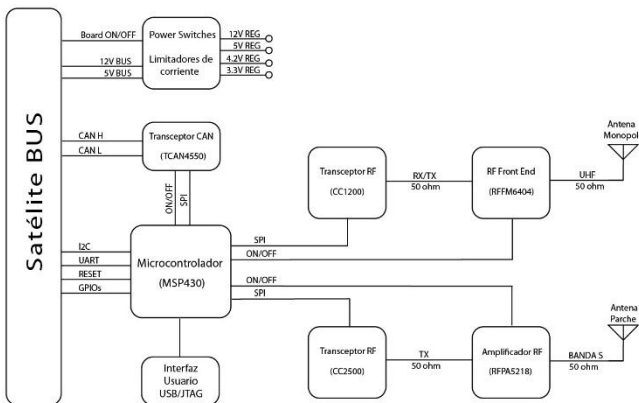 Satélite BUS
Board ON/OFF
12V BUS
5V BUS
Power Switches
Limitadores de
corriente
12V REG
5V REG
4.2V REG
3.3V REG
CAN H
CAN L
Transceptor CAN
(TCAN4550)
ON/OFF
SPI
I2C
UART
RESET
GPIOs
Microcontrolador
(MSP430)
Interfaz
Usuario
USB/JTAG
SPI
ON/OFF
ON/OFF
SPI
Transceptor RF
(CC1200)
RX/TX
50 ohm
RF Front End
(RFFM6404)
UHF
50 ohm
Antena
Monopol
Transceptor RF
(CC2500)
TX
50 ohm
Amplificador RF
(RFPA5218)
BANDA S
50 ohm
Antena
Parche